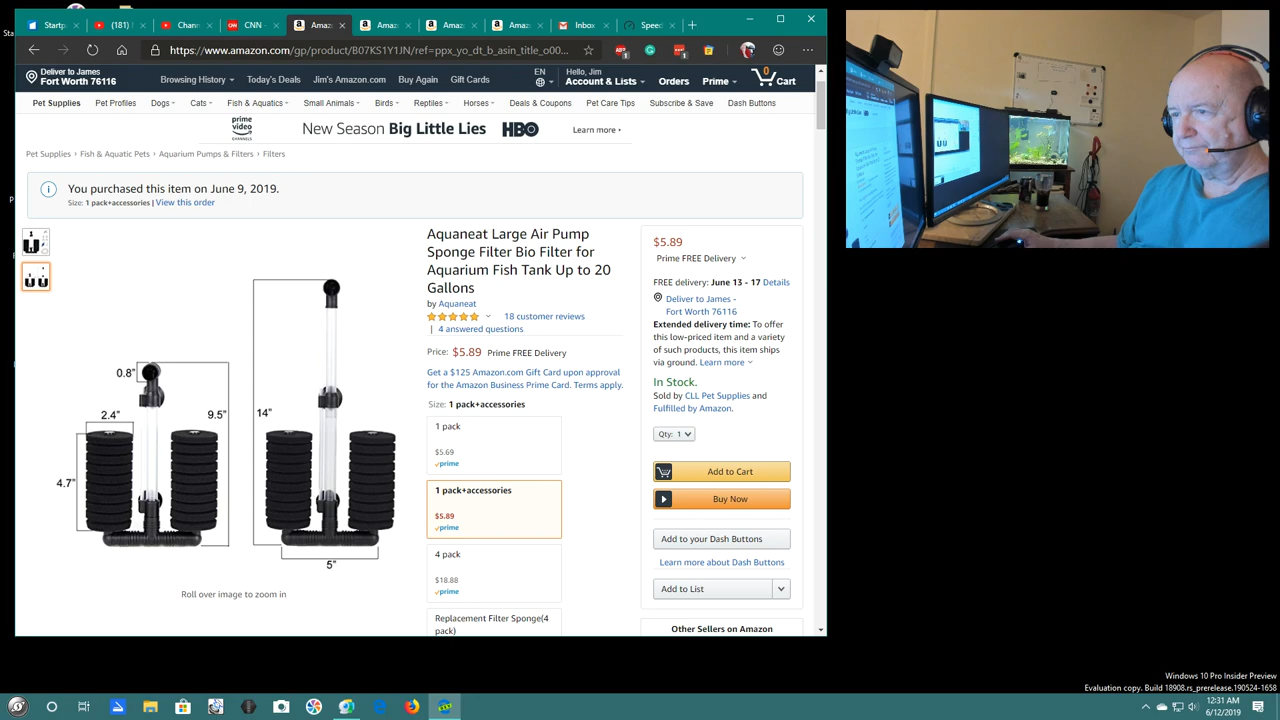 Startp
(181)
Chann
CNN -
Amaz
Amaz
Amaz
Amaz
Inbox
Speed
https://www.amazon.com/gp/product/B07KS1Y1JN/ref=ppx_yo_dt_b_asin_title_o00...
Deliver to James
Fort Worth 76116
Browsing History
Today's Deals
Jim's Amazon.com
Buy Again
Gift Cards
EN
Hello, Jim
Account & Lists
Orders
Prime
0
Cart
Pet Supplies
Pet Profiles
Dogs
Cats
Fish & Aquatics
Small Animals
Birds
Reptiles
Horses
Deals & Coupons
Pet Care Tips
Subscribe & Save
Dash Buttons
prime video
CHANNELS
New Season Big Little Lies HBO
Learn more
Pet Supplies › Fish & Aquatic Pets › Aquarium Pumps & Filters › Filters
You purchased this item on June 9, 2019.
Size: 1 pack+accessories | View this order
Aquaneat Large Air Pump
Sponge Filter Bio Filter for
Aquarium Fish Tank Up to 20
Gallons
by Aquaneat
18 customer reviews
| 4 answered questions
Price: $5.89 Prime FREE Delivery
Get a $125 Amazon.com Gift Card upon approval
for the Amazon Business Prime Card. Terms apply.
Size: 1 pack+accessories
1 pack
$5.69
prime
1 pack+accessories
$5.89
prime
4 pack
$18.88
prime
Replacement Filter Sponge(4
pack)
0.8"
2.4"
9.5"
4.7"
14"
5"
Roll over image to zoom in
$5.89
Prime FREE Delivery
FREE delivery: June 13 - 17 Details
Deliver to James -
Fort Worth 76116
Extended delivery time: To offer
this low-priced item and a variety
of such products, this item ships
via ground. Learn more
In Stock.
Sold by CLL Pet Supplies and
Fulfilled by Amazon.
Qty: 1
Add to Cart
Buy Now
Add to your Dash Buttons
Learn more about Dash Buttons
Add to List
Other Sellers on Amazon
Windows 10 Pro Insider Preview
Evaluation copy. Build 18908.rs_prerelease.190524-1658
12:31 AM
6/12/2019